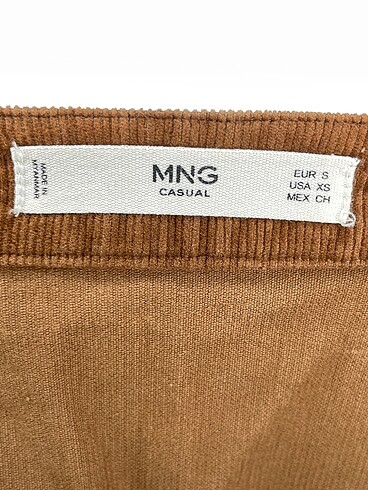 MADE IN
MYANMAR
MNG
CASUAL
EUR S
USA XS
MEX CH